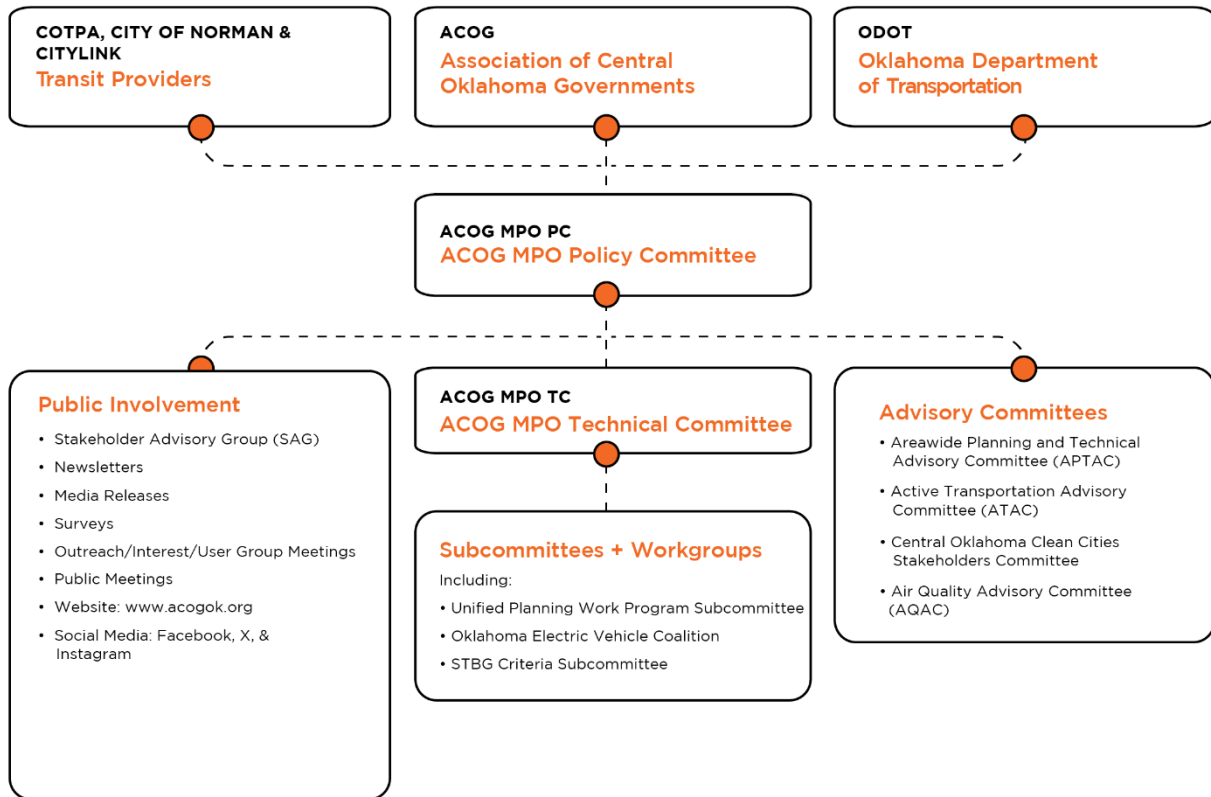 COTPA, CITY OF NORMAN &
CITYLINK
Transit Providers
ACOG
Association of Central
Oklahoma Governments
ODOT
Oklahoma Department
of Transportation
ACOG MPO PC
ACOG MPO Policy Committee
Public Involvement
• Stakeholder Advisory Group (SAG)
• Newsletters
• Media Releases
• Surveys
• Outreach/Interest/User Group Meetings
• Public Meetings
• Website: www.acogok.org
• Social Media: Facebook, X, &
Instagram
ACOG MPO TC
ACOG MPO Technical Committee
Subcommittees + Workgroups
Including:
• Unified Planning Work Program Subcommittee
• Oklahoma Electric Vehicle Coalition
• STBG Criteria Subcommittee
Advisory Committees
• Areawide Planning and Technical
Advisory Committee (APTAC)
• Active Transportation Advisory
Committee (ATAC)
• Central Oklahoma Clean Cities
Stakeholders Committee
• Air Quality Advisory Committee
(AQAC)